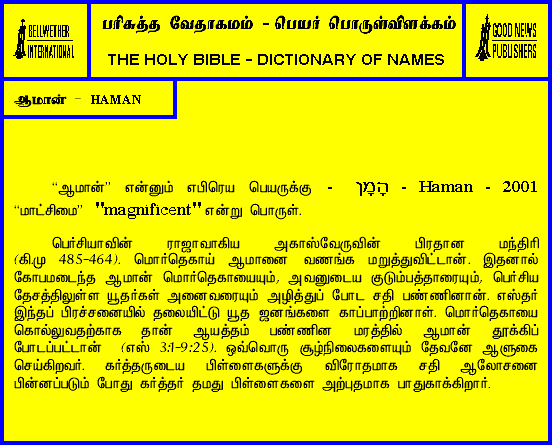 BELLWETHER
INTERNATIONAL
பரிசுத்த வேதாகமம் - பெயர் பொருள்விளக்கம்
THE HOLY BIBLE - DICTIONARY OF NAMES
GOOD NEWS
PUBLISHERS
ஆமான் - HAMAN
“ஆமான்” என்னும் எபிரெய பெயருக்கு - הָמָן - Haman - 2001
“மாட்சிமை” "magnificent" என்று பொருள்.
பெர்சியாவின் ராஜாவாகிய அகாஸ்வேருவின் பிரதான மந்திரி
(கி.மு 485-464). மொர்தெகாய் ஆமானை வணங்க மறுத்துவிட்டான். இதனால்
கோபமடைந்த ஆமான் மொர்தெகாயையும், அவனுடைய குடும்பத்தாரையும், பெர்சிய
தேசத்திலுள்ள யூதர்கள் அனைவரையும் அழித்துப் போட சதி பண்ணினான். எஸ்தர்
இந்தப் பிரச்சனையில் தலையிட்டு யூத ஜனங்களை காப்பாற்றினாள். மொர்தெகாயை
கொல்லுவதற்காக தான் ஆயத்தம் பண்ணின மரத்தில் ஆமான் தூக்கிப்
போடப்பட்டான் (எஸ் 3:1-9:25). ஒவ்வொரு சூழ்நிலைகளையும் தேவனே ஆளுகை
செய்கிறவர். கர்த்தருடைய பிள்ளைகளுக்கு விரோதமாக சதி ஆலோசனை
பின்னப்படும் போது கர்த்தர் தமது பிள்ளைகளை அற்புதமாக பாதுகாக்கிறார்.